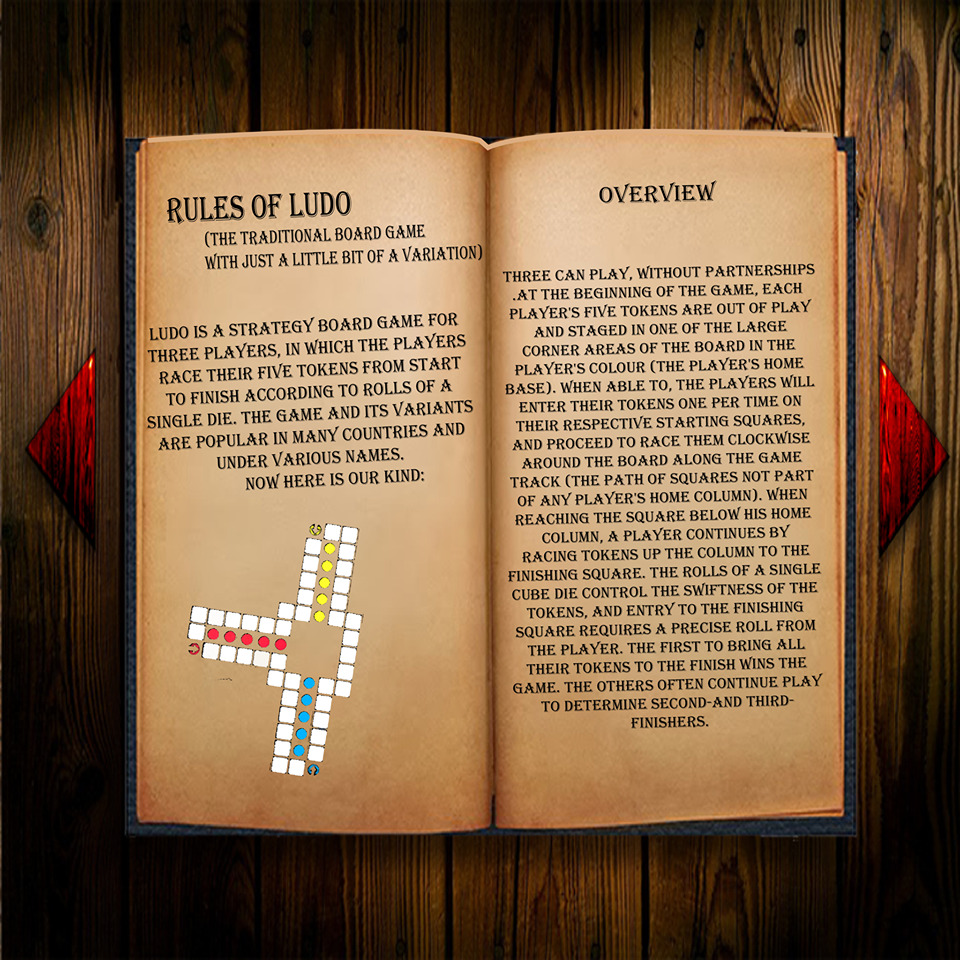 RULES OF LUDO
(THE TRADITIONAL BOARD GAME
WITH JUST A LITTLE BIT OF A VARIATION)
LUDO IS A STRATEGY BOARD GAME FOR
THREE PLAYERS, IN WHICH THE PLAYERS
RACE THEIR FIVE TOKENS FROM START
TO FINISH ACCORDING TO ROLLS OF A
SINGLE DIE. THE GAME AND ITS VARIANTS
ARE POPULAR IN MANY COUNTRIES AND
UNDER VARIOUS NAMES.
NOW HERE IS OUR KIND:
OVERVIEW
THREE CAN PLAY, WITHOUT PARTNERSHIPS
.AT THE BEGINNING OF THE GAME, EACH
PLAYER'S FIVE TOKENS ARE OUT OF PLAY
AND STAGED IN ONE OF THE LARGE
CORNER AREAS OF THE BOARD IN THE
PLAYER'S COLOUR (THE PLAYER'S HOME
BASE). WHEN ABLE TO, THE PLAYERS WILL
ENTER THEIR TOKENS ONE PER TIME ON
THEIR RESPECTIVE STARTING SQUARES,
AND PROCEED TO RACE THEM CLOCKWISE
AROUND THE BOARD ALONG THE GAME
TRACK (THE PATH OF SQUARES NOT PART
OF ANY PLAYER'S HOME COLUMN). WHEN
REACHING THE SQUARE BELOW HIS HOME
COLUMN, A PLAYER CONTINUES BY
RACING TOKENS UP THE COLUMN TO THE
FINISHING SQUARE. THE ROLLS OF A SINGLE
CUBE DIE CONTROL THE SWIFTNESS OF THE
TOKENS, AND ENTRY TO THE FINISHING
SQUARE REQUIRES A PRECISE ROLL FROM
THE PLAYER. THE FIRST TO BRING ALL
THEIR TOKENS TO THE FINISH WINS THE
GAME. THE OTHERS OFTEN CONTINUE PLAY
TO DETERMINE SECOND-AND THIRD-
FINISHERS.